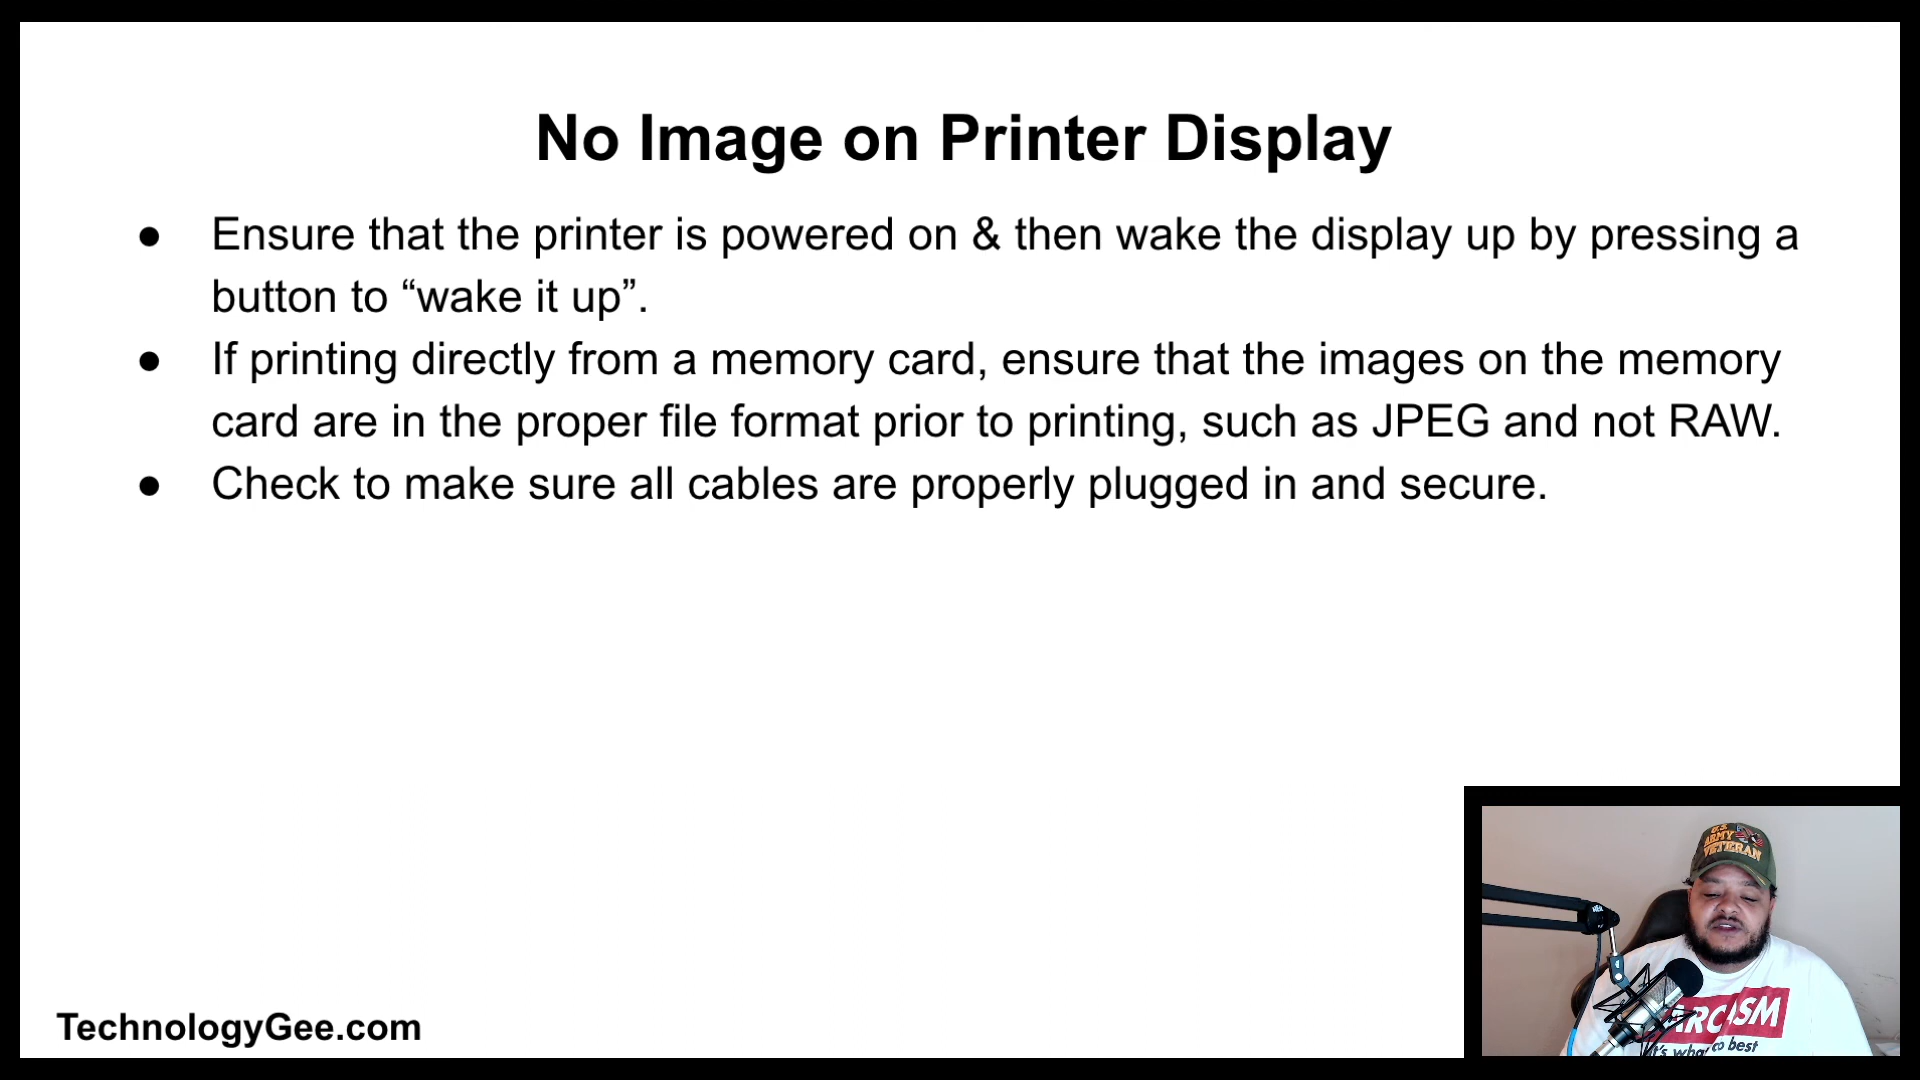 No Image on Printer Display
● Ensure that the printer is powered on & then wake the display up by pressing a
button to “wake it up”.
● If printing directly from a memory card, ensure that the images on the memory
card are in the proper file format prior to printing, such as JPEG and not RAW.
● Check to make sure all cables are properly plugged in and secure.
U.S.
ARMY
VETERAN
TechnologyGee.com
best